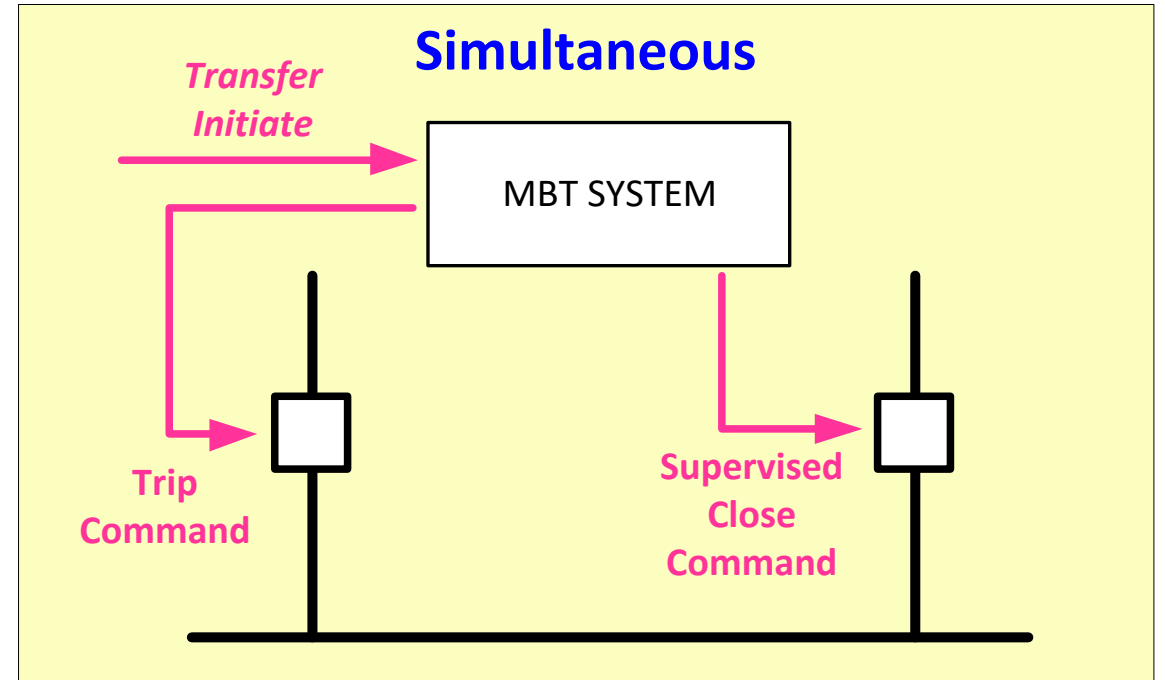 Simultaneous
Transfer
Initiate
MBT SYSTEM
Trip
Command
Supervised
Close
Command